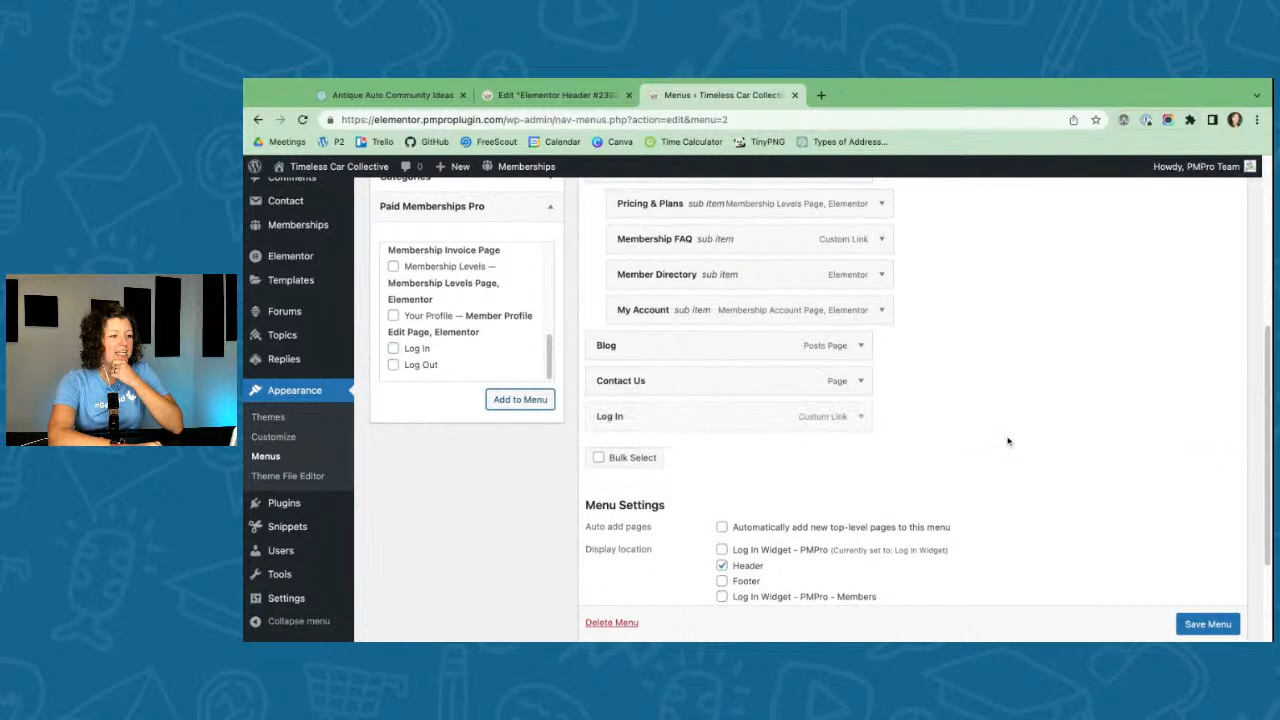 Antique Auto Community Ideas
Edit "Elementor Header #2392
Menus ‹ Timeless Car Collecti
https://elementor.pmproplugin.com/wp-admin/nav-menus.php?action=edit&menu=2
Meetings P2 Trello GitHub FreeScout Calendar Canva Time Calculator TinyPNG Types of Address...
Timeless Car Collective 0 + New Memberships Howdy, PMPro Team
Comments
Contact
Memberships
Elementor
Templates
Forums
Topics
Replies
Appearance
Themes
Customize
Menus
Theme File Editor
Plugins
Snippets
Users
Tools
Settings
Collapse menu
Categories
Paid Memberships Pro
Membership Invoice Page
Membership Levels —
Membership Levels Page,
Elementor
Your Profile — Member Profile
Edit Page, Elementor
Log In
Log Out
Add to Menu
Pricing & Plans sub item Membership Levels Page, Elementor
Membership FAQ sub item Custom Link
Member Directory sub item Elementor
My Account sub item Membership Account Page, Elementor
Blog Posts Page
Contact Us Page
Log In Custom Link
Bulk Select
Menu Settings
Auto add pages Automatically add new top-level pages to this menu
Display location Log In Widget - PMPro (Currently set to: Log In Widget)
Header
Footer
Log In Widget - PMPro - Members
Delete Menu
Save Menu